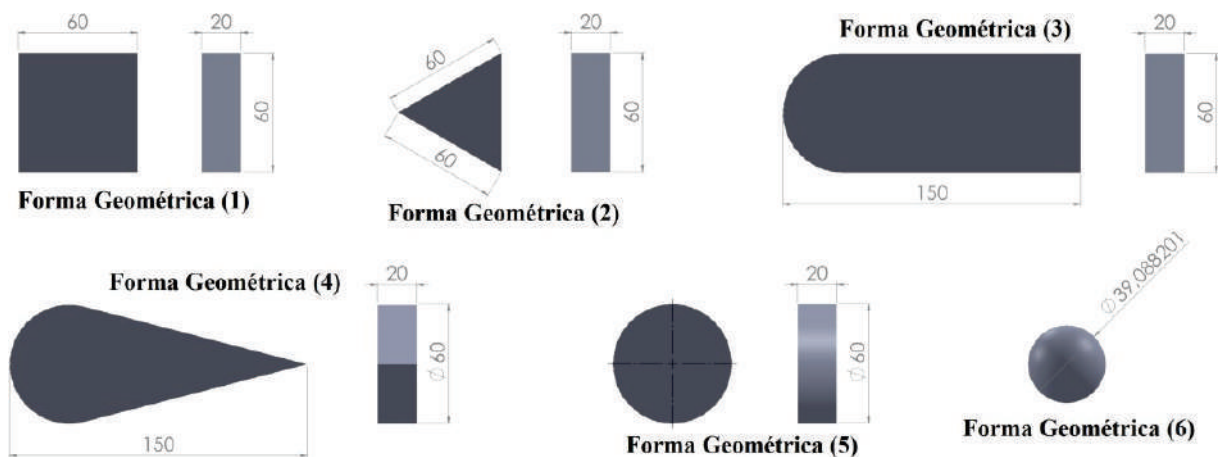 60
20
60
Forma Geométrica (1)
60
60
20
60
Forma Geométrica (2)
Forma Geométrica (3)
20
60
150
Forma Geométrica (4)
20
Ø 60
150
20
Ø 60
Forma Geométrica (5)
Ø 39,088201
Forma Geométrica (6)